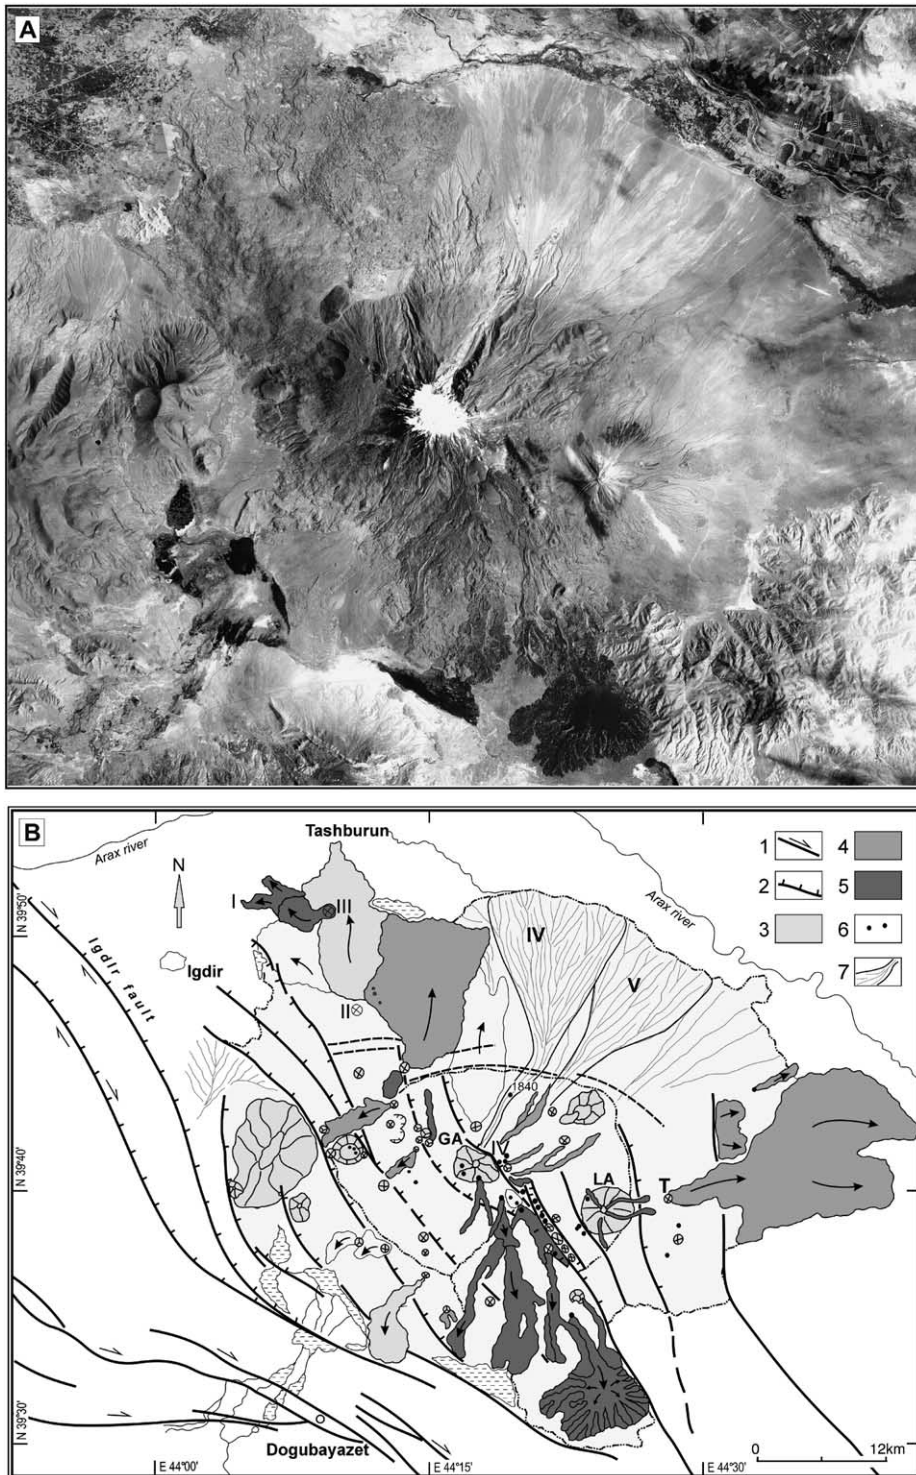 A
B
Tashburun
Arax river
1
4
N
I
III
2
5
N 39°50'
Arax river
IV
3
6
Igdir fault
Igdir
V
7
II
1840
GA
N 39°40'
LA
T
N 39°30'
Dogubayazet
0
12km
E 44°00'
E 44°15'
E 44°30'